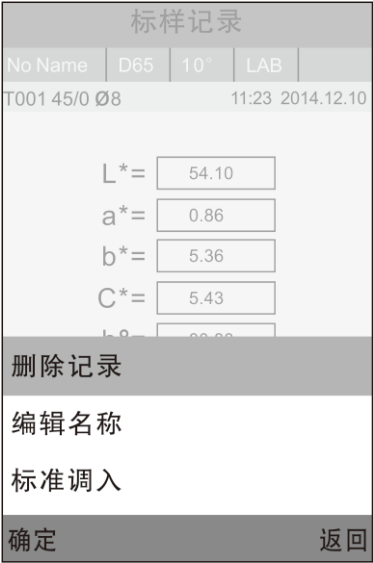 标样记录
No Name D65 10° LAB
T001 45/0 Ø8 11:23 2014.12.10
L*= 54.10
a*= 0.86
b*= 5.36
C*= 5.43
删除记录
编辑名称
标准调入
确定 返回